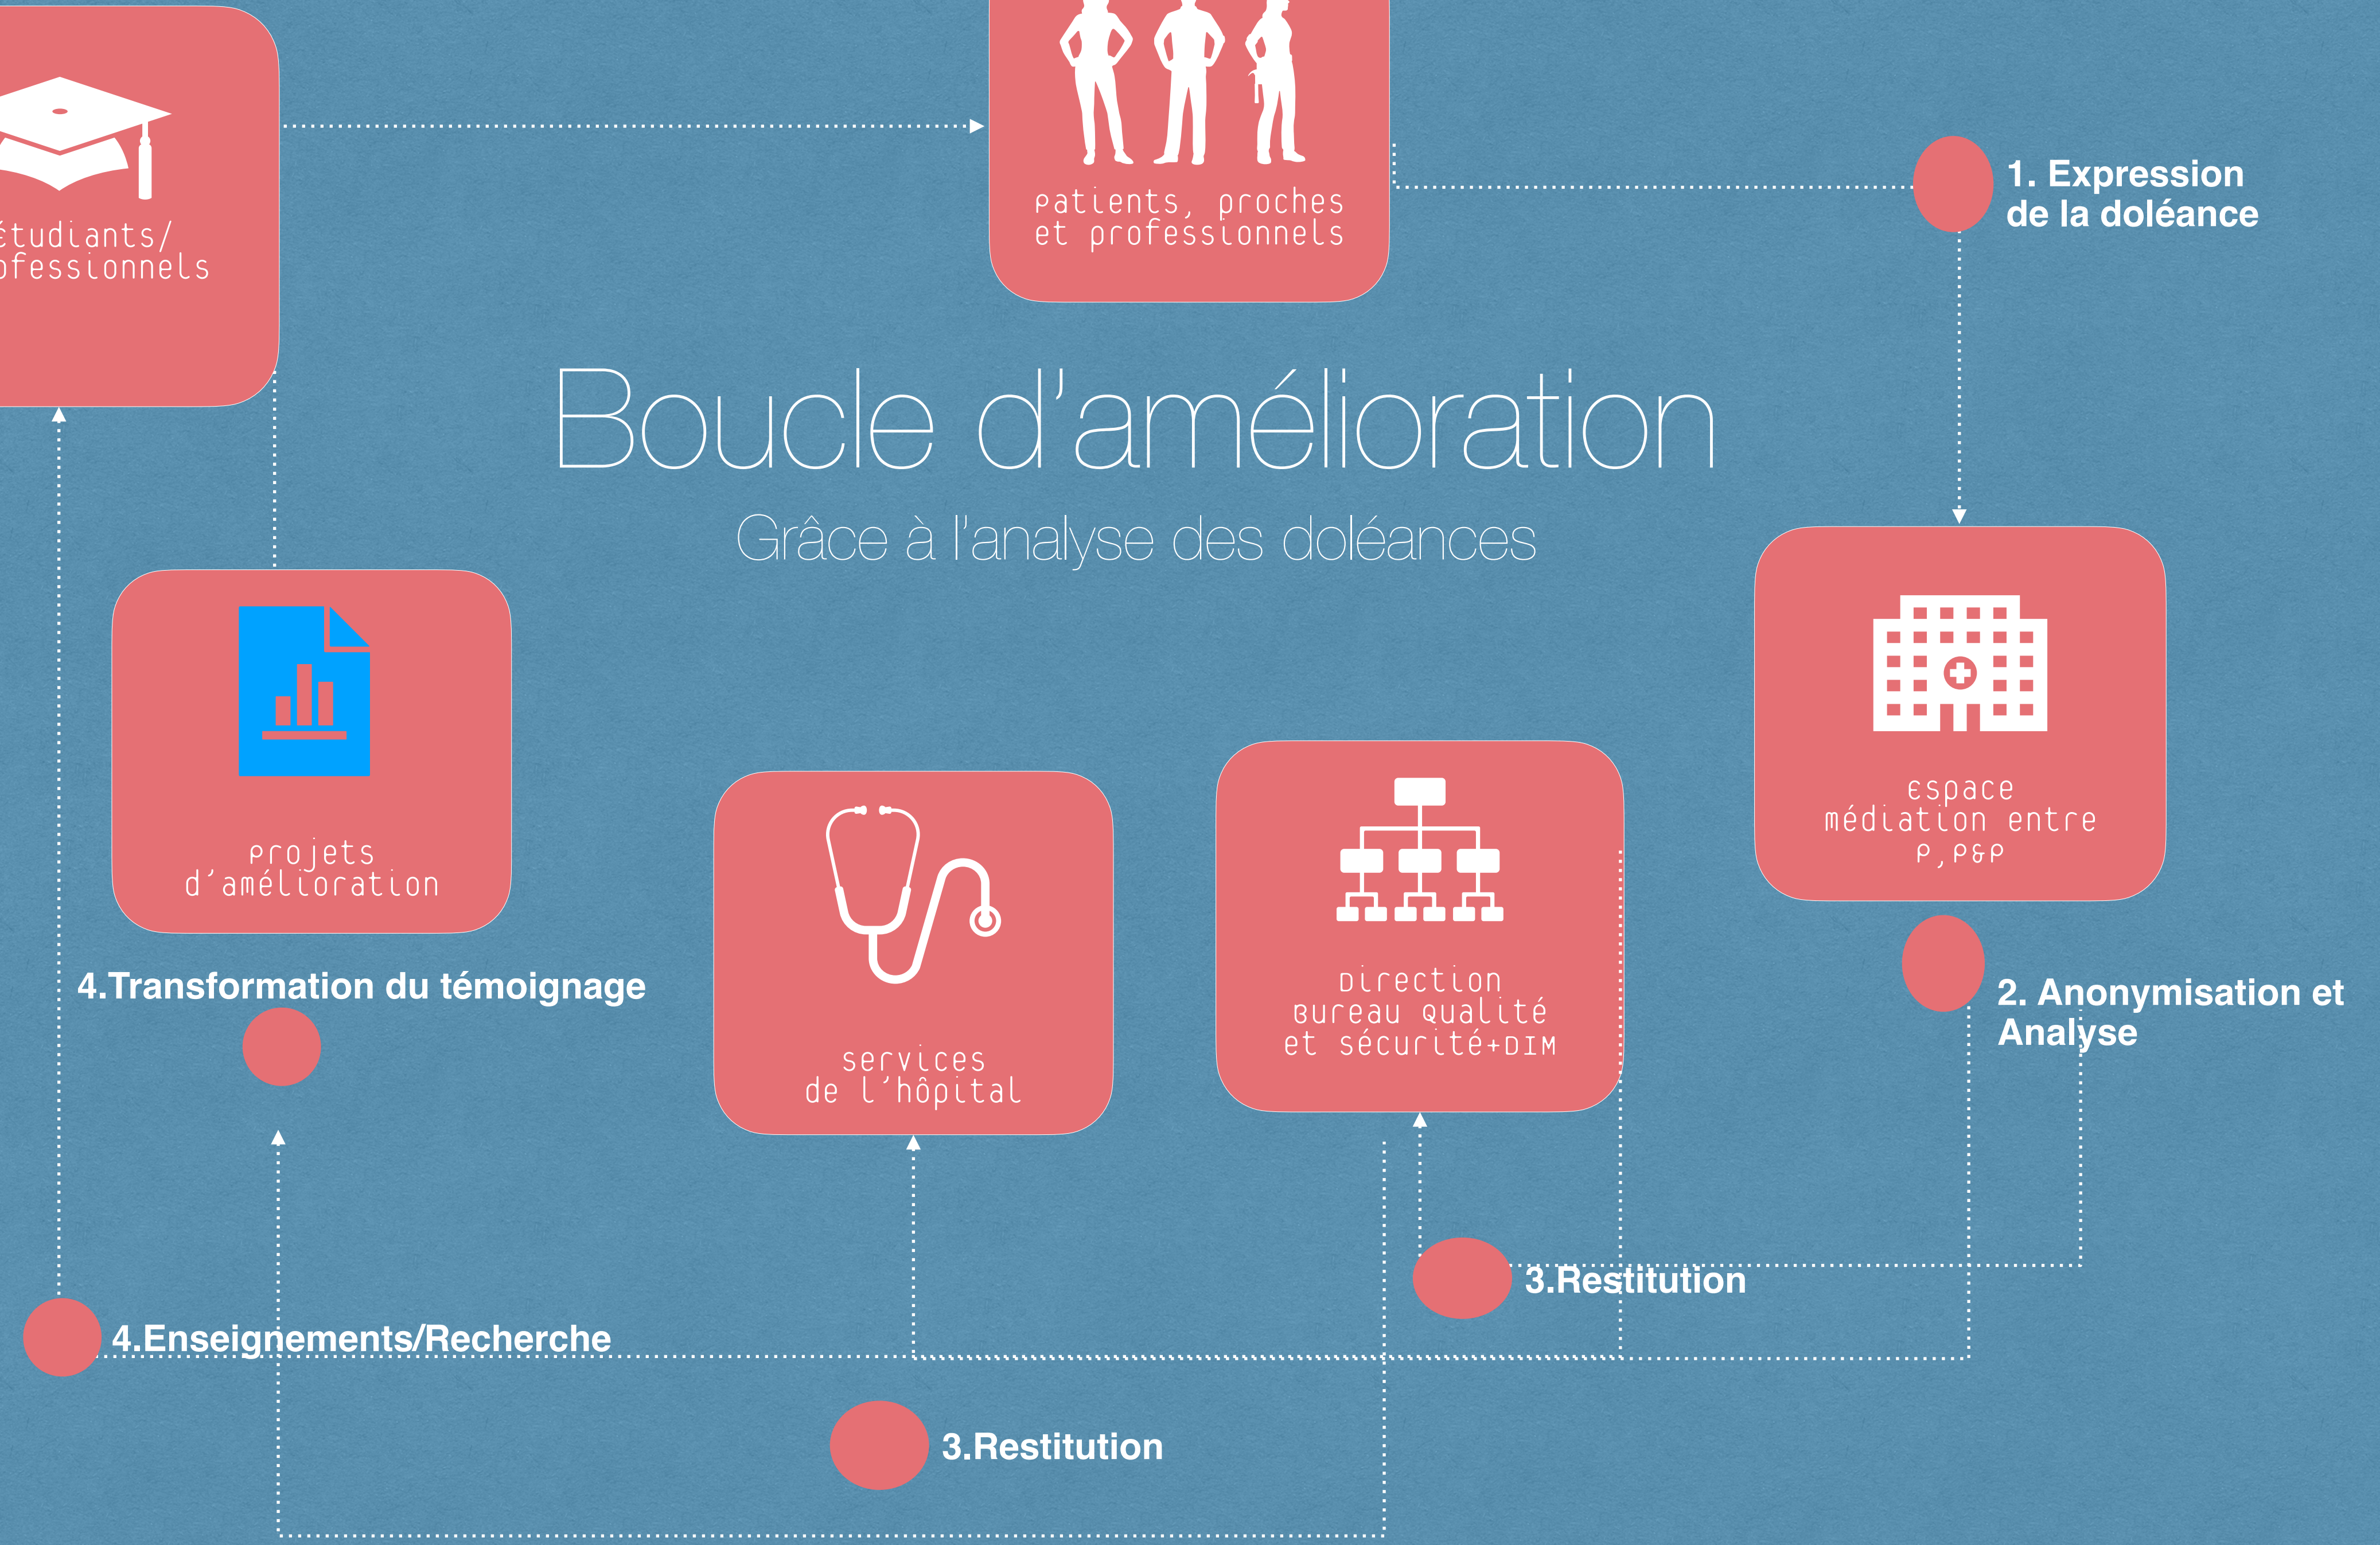 étudiants/
ofessionnels
Patients, proches
et professionnels
1. Expression
de la doléance
Boucle d'amélioration
Grâce à l'analyse des doléances
Projets
d'amélioration
Espace
médiation entre
P,P&P
Direction
Bureau Qualité
et sécurité+DIM
services
de l'hôpital
4.Transformation du témoignage
2. Anonymisation et
Analyse
3.Restitution
4.Enseignements/Recherche
3.Restitution